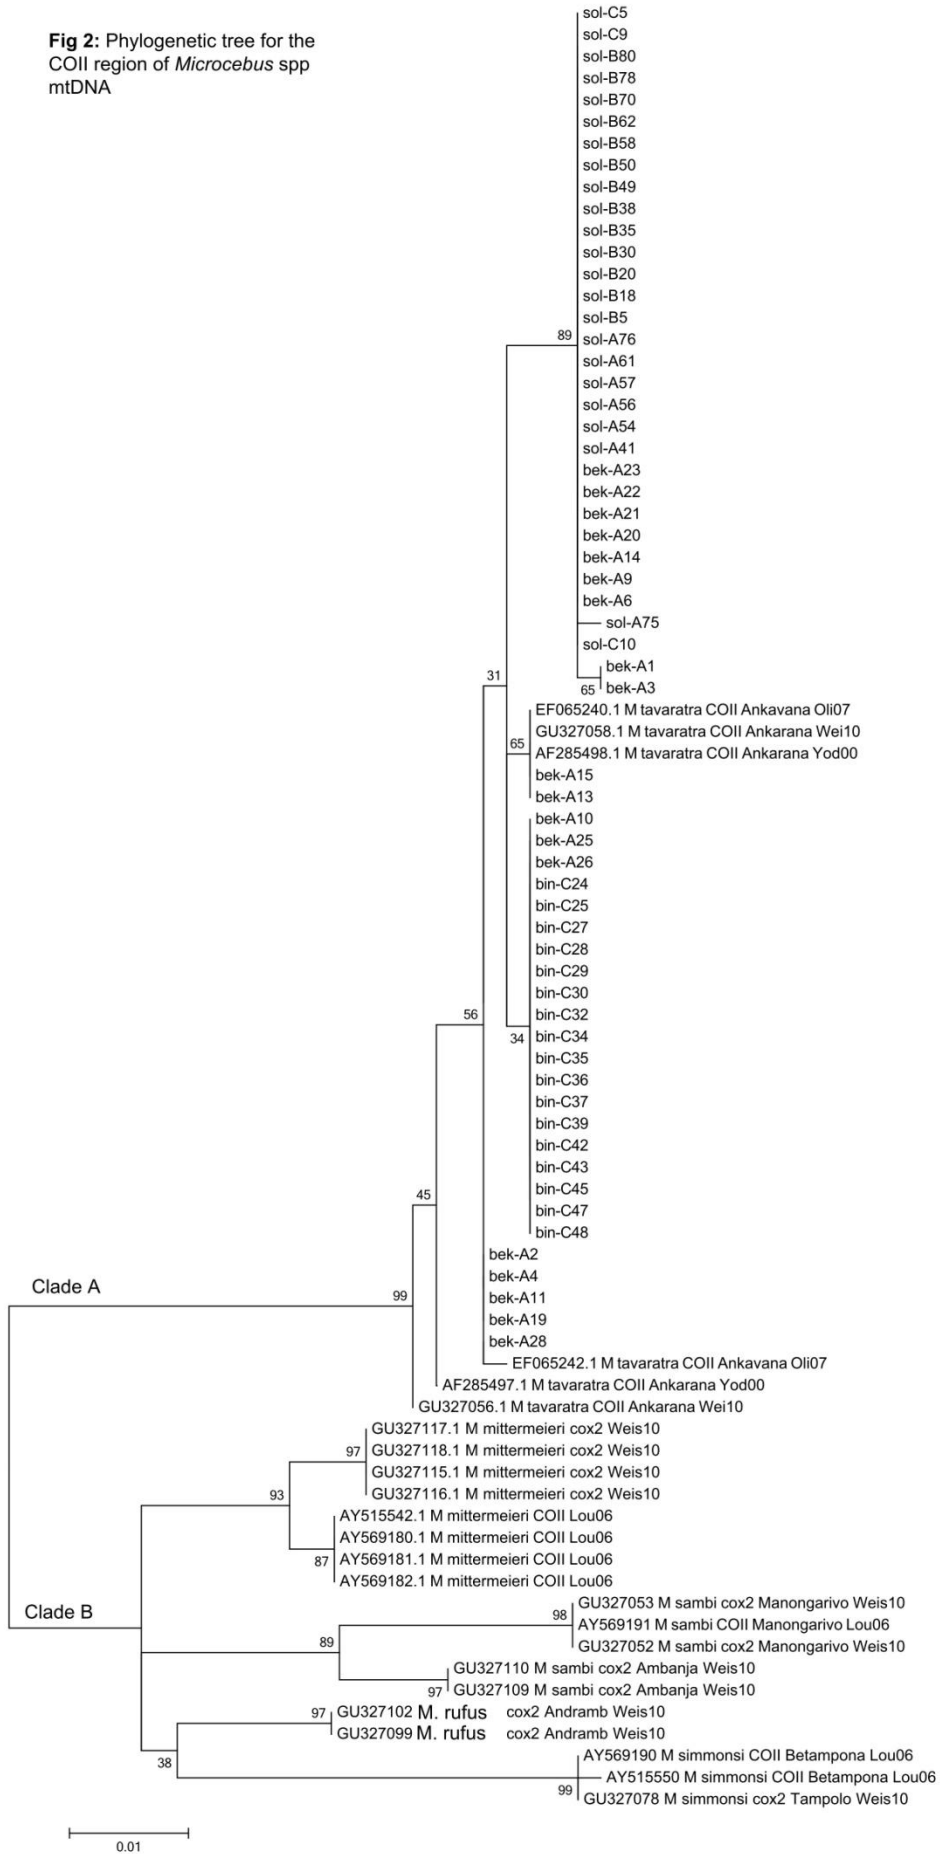 Fig 2: Phylogenetic tree for the
COII region of Microcebus spp
mtDNA
sol-C5
sol-C9
sol-B80
sol-B78
sol-B70
sol-B62
sol-B58
sol-B50
sol-B49
sol-B38
sol-B35
sol-B30
sol-B20
sol-B18
sol-B5
89
sol-A76
sol-A61
sol-A57
sol-A56
sol-A54
sol-A41
bek-A23
bek-A22
bek-A21
bek-A20
bek-A14
bek-A9
bek-A6
sol-A75
sol-C10
bek-A1
31
65 bek-A3
EF065240.1 M tavaratra COII Ankavana Oli07
GU327058.1 M tavaratra COII Ankarana Wei10
65
AF285498.1 M tavaratra COII Ankarana Yod00
bek-A15
bek-A13
bek-A10
bek-A25
bek-A26
bin-C24
bin-C25
bin-C27
bin-C28
bin-C29
bin-C30
bin-C32
56
34 bin-C34
bin-C35
bin-C36
bin-C37
bin-C39
bin-C42
bin-C43
45
bin-C45
bin-C47
bin-C48
bek-A2
bek-A4
Clade A
99
bek-A11
bek-A19
bek-A28
EF065242.1 M tavaratra COII Ankavana Oli07
AF285497.1 M tavaratra COII Ankarana Yod00
GU327056.1 M tavaratra COII Ankarana Wei10
GU327117.1 M mittermeieri cox2 Weis10
97
GU327118.1 M mittermeieri cox2 Weis10
GU327115.1 M mittermeieri cox2 Weis10
93
GU327116.1 M mittermeieri cox2 Weis10
AY515542.1 M mittermeieri COII Lou06
AY569180.1 M mittermeieri COII Lou06
87
AY569181.1 M mittermeieri COII Lou06
AY569182.1 M mittermeieri COII Lou06
Clade B
GU327053 M sambi cox2 Manongarivo Weis10
98
AY569191 M sambi COII Manongarivo Lou06
89
GU327052 M sambi cox2 Manongarivo Weis10
GU327110 M sambi cox2 Ambanja Weis10
97 GU327109 M sambi cox2 Ambanja Weis10
97 GU327102 M. rufus cox2 Andramb Weis10
GU327099 M. rufus cox2 Andramb Weis10
38
AY569190 M simmonsi COII Betampona Lou06
AY515550 M simmonsi COII Betampona Lou06
99
GU327078 M simmonsi cox2 Tampolo Weis10
0.01